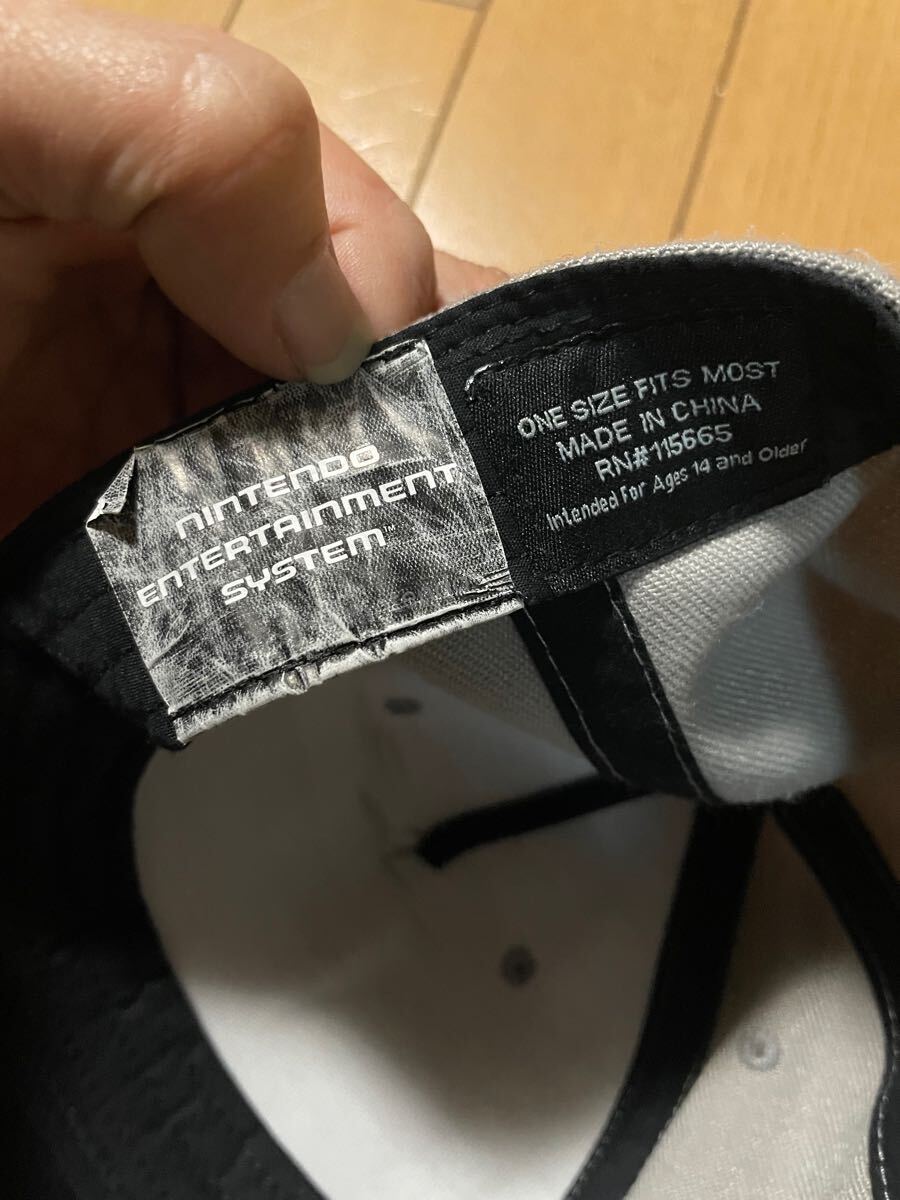 NINTENDO
ENTERTAINMENT
SYSTEM™
ONE SIZE FITS MOST
MADE IN CHINA
RN#115665
Intended For Ages 14 and Older